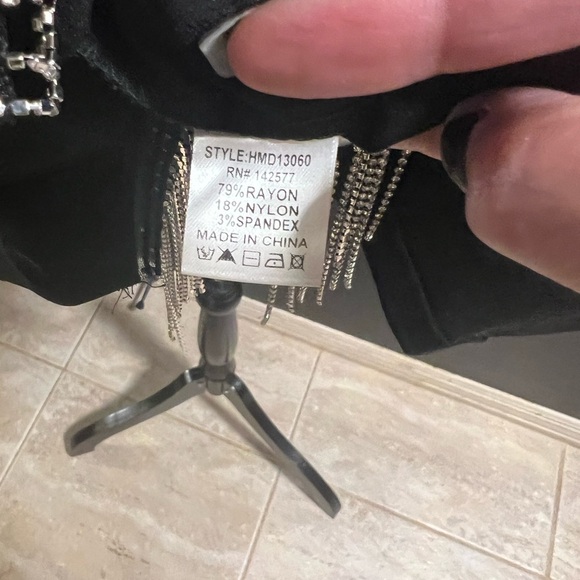 STYLE:HMD13060
RN# 142577
79%RAYON
18%NYLON
3%SPANDEX
MADE IN CHINA